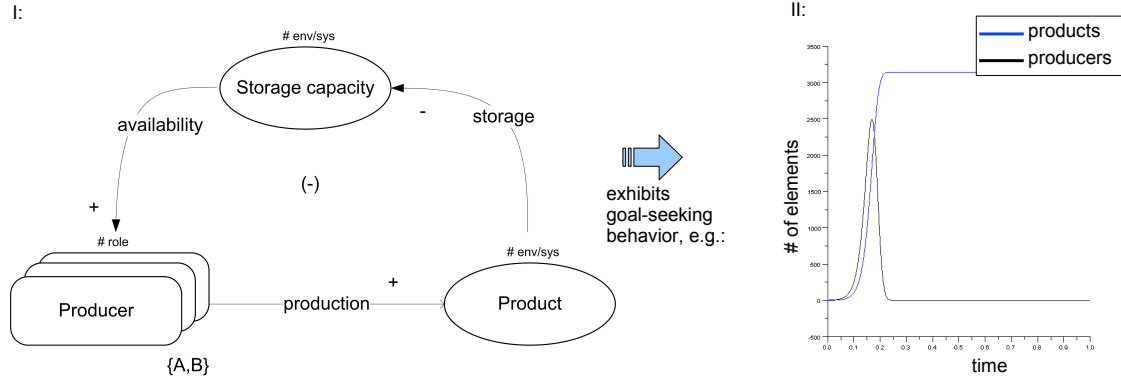 I:
# env/sys
Storage capacity
availability
-
storage
(-)
+
# role
Producer
{A,B}
production
+
# env/sys
Product
exhibits
goal-seeking
behavior, e.g.:
II:
products
producers
# of elements
3500
3000
2500
2000
1500
1000
500
0
-500
0.0 0.1 0.2 0.3 0.4 0.5 0.6 0.7 0.8 0.9 1.0
time